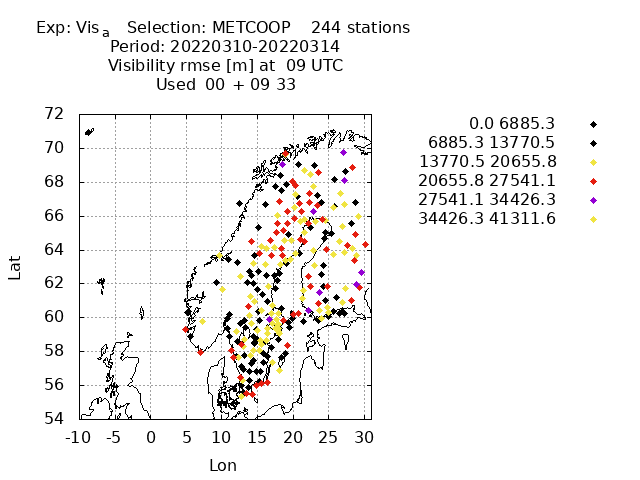 Exp: Vis a Selection: METCOOP 244 stations
Period: 20220310-20220314
Visibility rmse [m] at 09 UTC
Used 00 + 09 33
0.0 6885.3
6885.3 13770.5
13770.5 20655.8
20655.8 27541.1
27541.1 34426.3
34426.3 41311.6
72
70
68
66
64
62
60
58
56
54
Lat
-10 -5 0 5 10 15 20 25 30
Lon